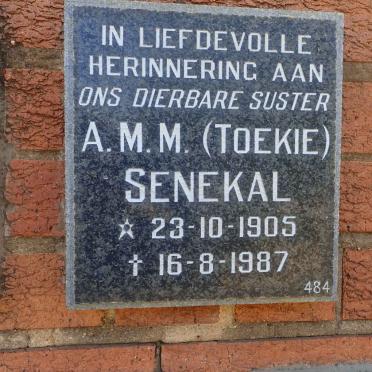 IN LIEFDEVOLLE
HERINNERING AAN
ONS DIERBARE SUSTER
A.M.M. (TOEKIE)
SENEKAL
☆ 23-10-1905
✝ 16-8-1987
484